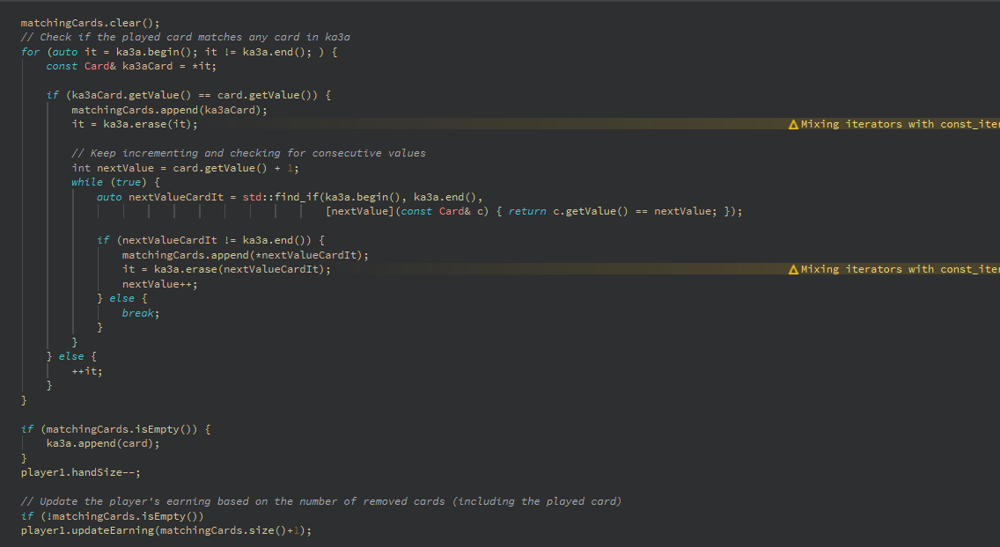 matchingCards.clear();
// Check if the played card matches any card in ka3a
for (auto it = ka3a.begin(); it != ka3a.end(); ) {
    const Card& ka3aCard = *it;

    if (ka3aCard.getValue() == card.getValue()) {
        matchingCards.append(ka3aCard);
        it = ka3a.erase(it); Mixing iterators with const_iter

        // Keep incrementing and checking for consecutive values
        int nextValue = card.getValue() + 1;
        while (true) {
            auto nextValueCardIt = std::find_if(ka3a.begin(), ka3a.end(),
                                                [nextValue](const Card& c) { return c.getValue() == nextValue; });

            if (nextValueCardIt != ka3a.end()) {
                matchingCards.append(*nextValueCardIt);
                it = ka3a.erase(nextValueCardIt); Mixing iterators with const_iter
                nextValue++;
            } else {
                break;
            }
        }
    } else {
        ++it;
    }
}

if (matchingCards.isEmpty()) {
    ka3a.append(card);
}
player1.handSize--;

// Update the player's earning based on the number of removed cards (including the played card)
if (!matchingCards.isEmpty())
player1.updateEarning(matchingCards.size()+1);